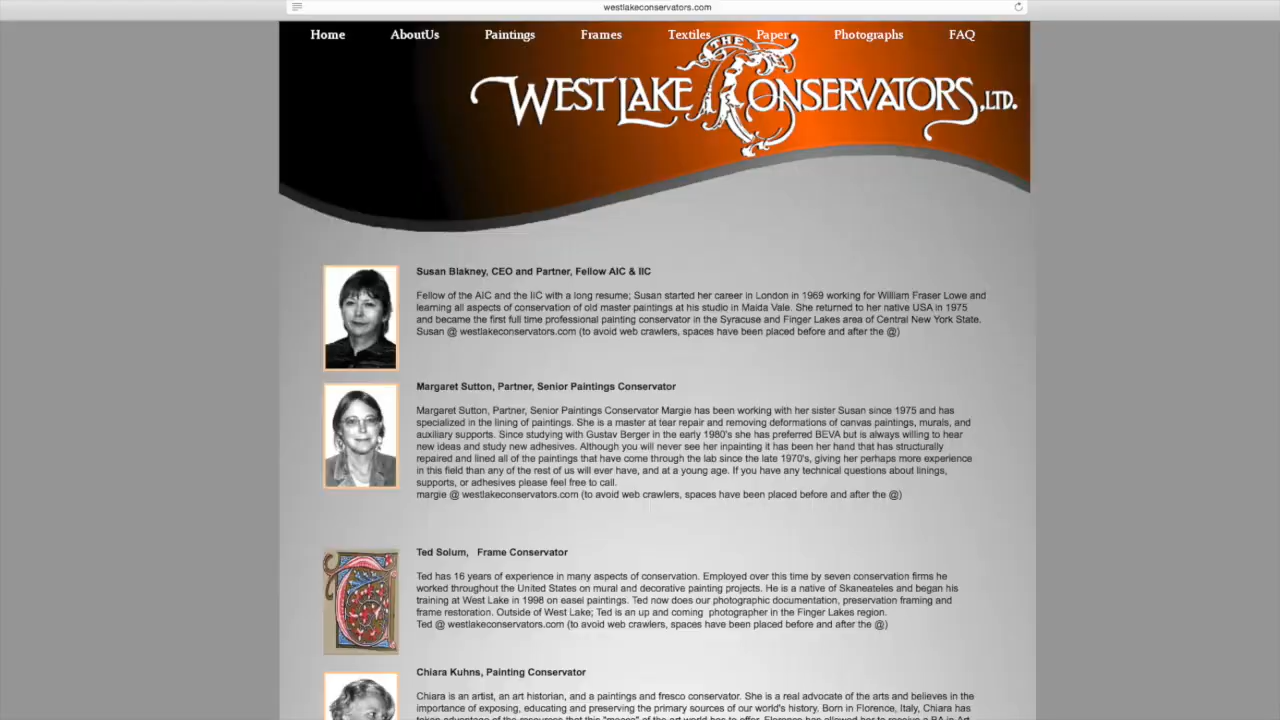 westlakeconservators.com
Home AboutUs Paintings Frames Textiles Paper Photographs FAQ
THE
WEST LAKE CONSERVATORS, LTD.
Susan Blakney, CEO and Partner, Fellow AIC & IIC
Fellow of the AIC and the IIC with a long resume; Susan started her career in London in 1969 working for William Fraser Lowe and
learning all aspects of conservation of old master paintings at his studio in Maida Vale. She returned to her native USA in 1975
and became the first full time professional painting conservator in the Syracuse and Finger Lakes area of Central New York State.
Susan @ westlakeconservators.com (to avoid web crawlers, spaces have been placed before and after the @)
Margaret Sutton, Partner, Senior Paintings Conservator
Margaret Sutton, Partner, Senior Paintings Conservator Margie has been working with her sister Susan since 1975 and has
specialized in the lining of paintings. She is a master at tear repair and removing deformations of canvas paintings, murals, and
auxiliary supports. Since studying with Gustav Berger in the early 1980's she has preferred BEVA but is always willing to hear
new ideas and study new adhesives. Although you will never see her inpainting it has been her hand that has structurally
repaired and lined all of the paintings that have come through the lab since the late 1970's, giving her perhaps more experience
in this field than any of the rest of us will ever have, and at a young age. If you have any technical questions about linings,
supports, or adhesives please feel free to call.
margie @ westlakeconservators.com (to avoid web crawlers, spaces have been placed before and after the @)
Ted Solum, Frame Conservator
Ted has 16 years of experience in many aspects of conservation. Employed over this time by seven conservation firms he
worked throughout the United States on mural and decorative painting projects. He is a native of Skaneateles and began his
training at West Lake in 1998 on easel paintings. Ted now does our photographic documentation, preservation framing and
frame restoration. Outside of West Lake; Ted is an up and coming photographer in the Finger Lakes region.
Ted @ westlakeconservators.com (to avoid web crawlers, spaces have been placed before and after the @)
Chiara Kuhns, Painting Conservator
Chiara is an artist, an art historian, and a paintings and fresco conservator. She is a real advocate of the arts and believes in the
importance of exposing, educating and preserving the primary sources of our world's history. Born in Florence, Italy, Chiara has